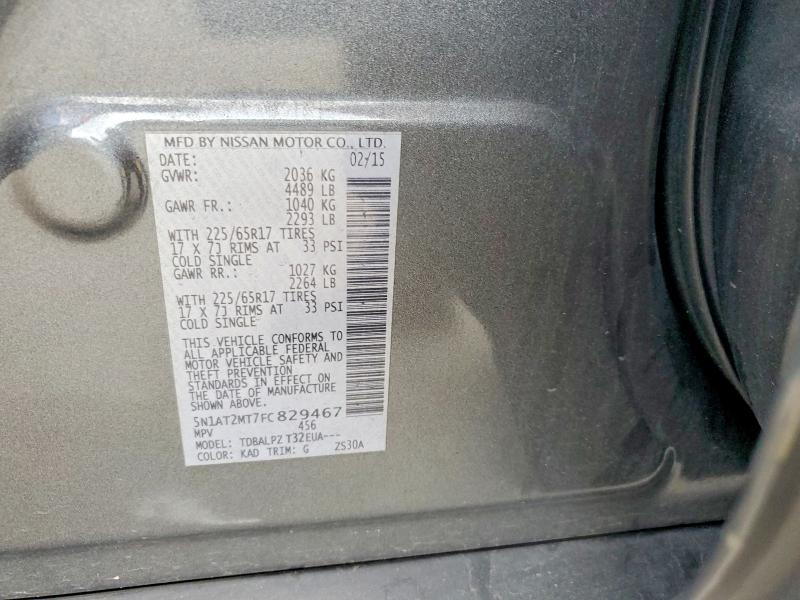 MFD BY NISSAN MOTOR CO., LTD.
DATE: 02/15
GVWR: 2036 KG
4489 LB
GAWR FR.: 1040 KG
2293 LB
WITH 225/65R17 TIRES
17 X 7J RIMS AT 33 PSI
COLD SINGLE
GAWR RR.: 1027 KG
2264 LB
WITH 225/65R17 TIRES
17 X 7J RIMS AT 33 PSI
COLD SINGLE
THIS VEHICLE CONFORMS TO
ALL APPLICABLE FEDERAL
MOTOR VEHICLE SAFETY AND
THEFT PREVENTION
STANDARDS IN EFFECT ON
THE DATE OF MANUFACTURE
SHOWN ABOVE.
5N1AT2MT7FC829467
MPV 456
MODEL: TDBALPZ T32EUA---
COLOR: KAD TRIM: G ZS30A